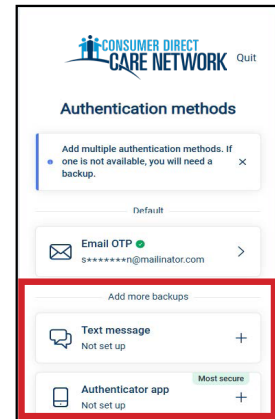 CONSUMER DIRECT
CARE NETWORK
Quit
Authentication methods
Add multiple authentication methods. If
one is not available, you will need a
backup.
Default
Email OTP
s*******n@mailinator.com
Add more backups
Text message
Not set up
Most secure
Authenticator app
Not set up